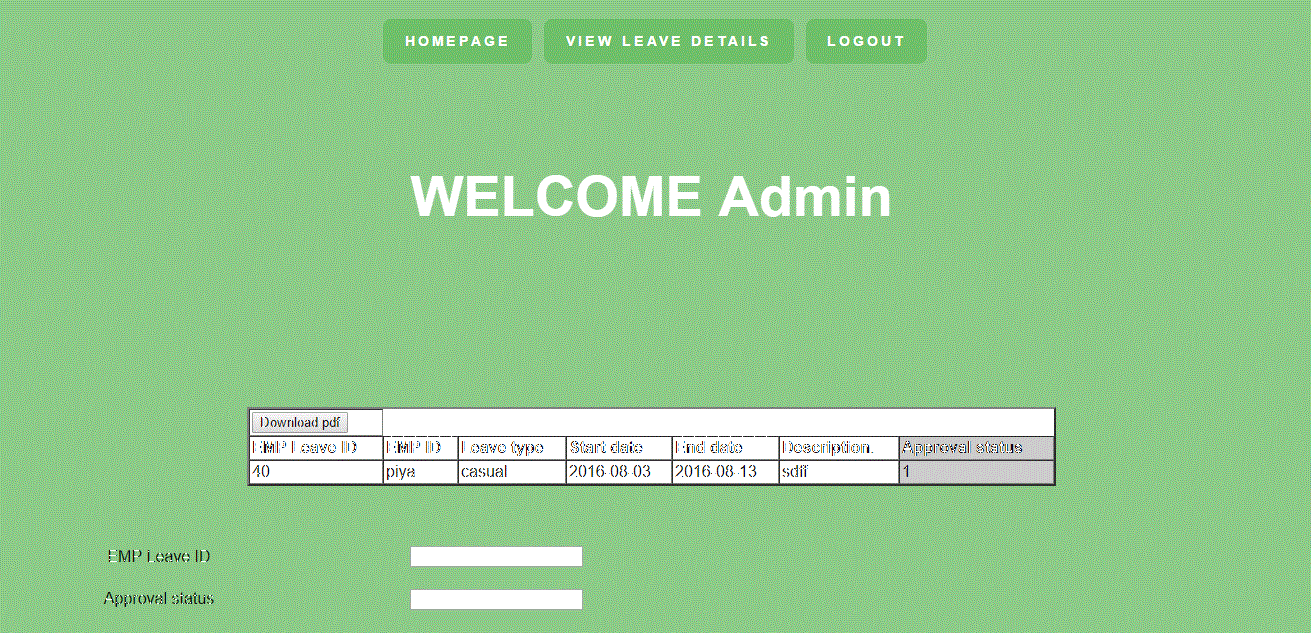 HOMEPAGE VIEW LEAVE DETAILS LOGOUT
WELCOME Admin
Download pdf
EMP Leave ID EMP ID Leave type Start date End date Description. Approval status
40 piya casual 2016-08-03 2016-08-13 sdff 1
EMP Leave ID
Approval status